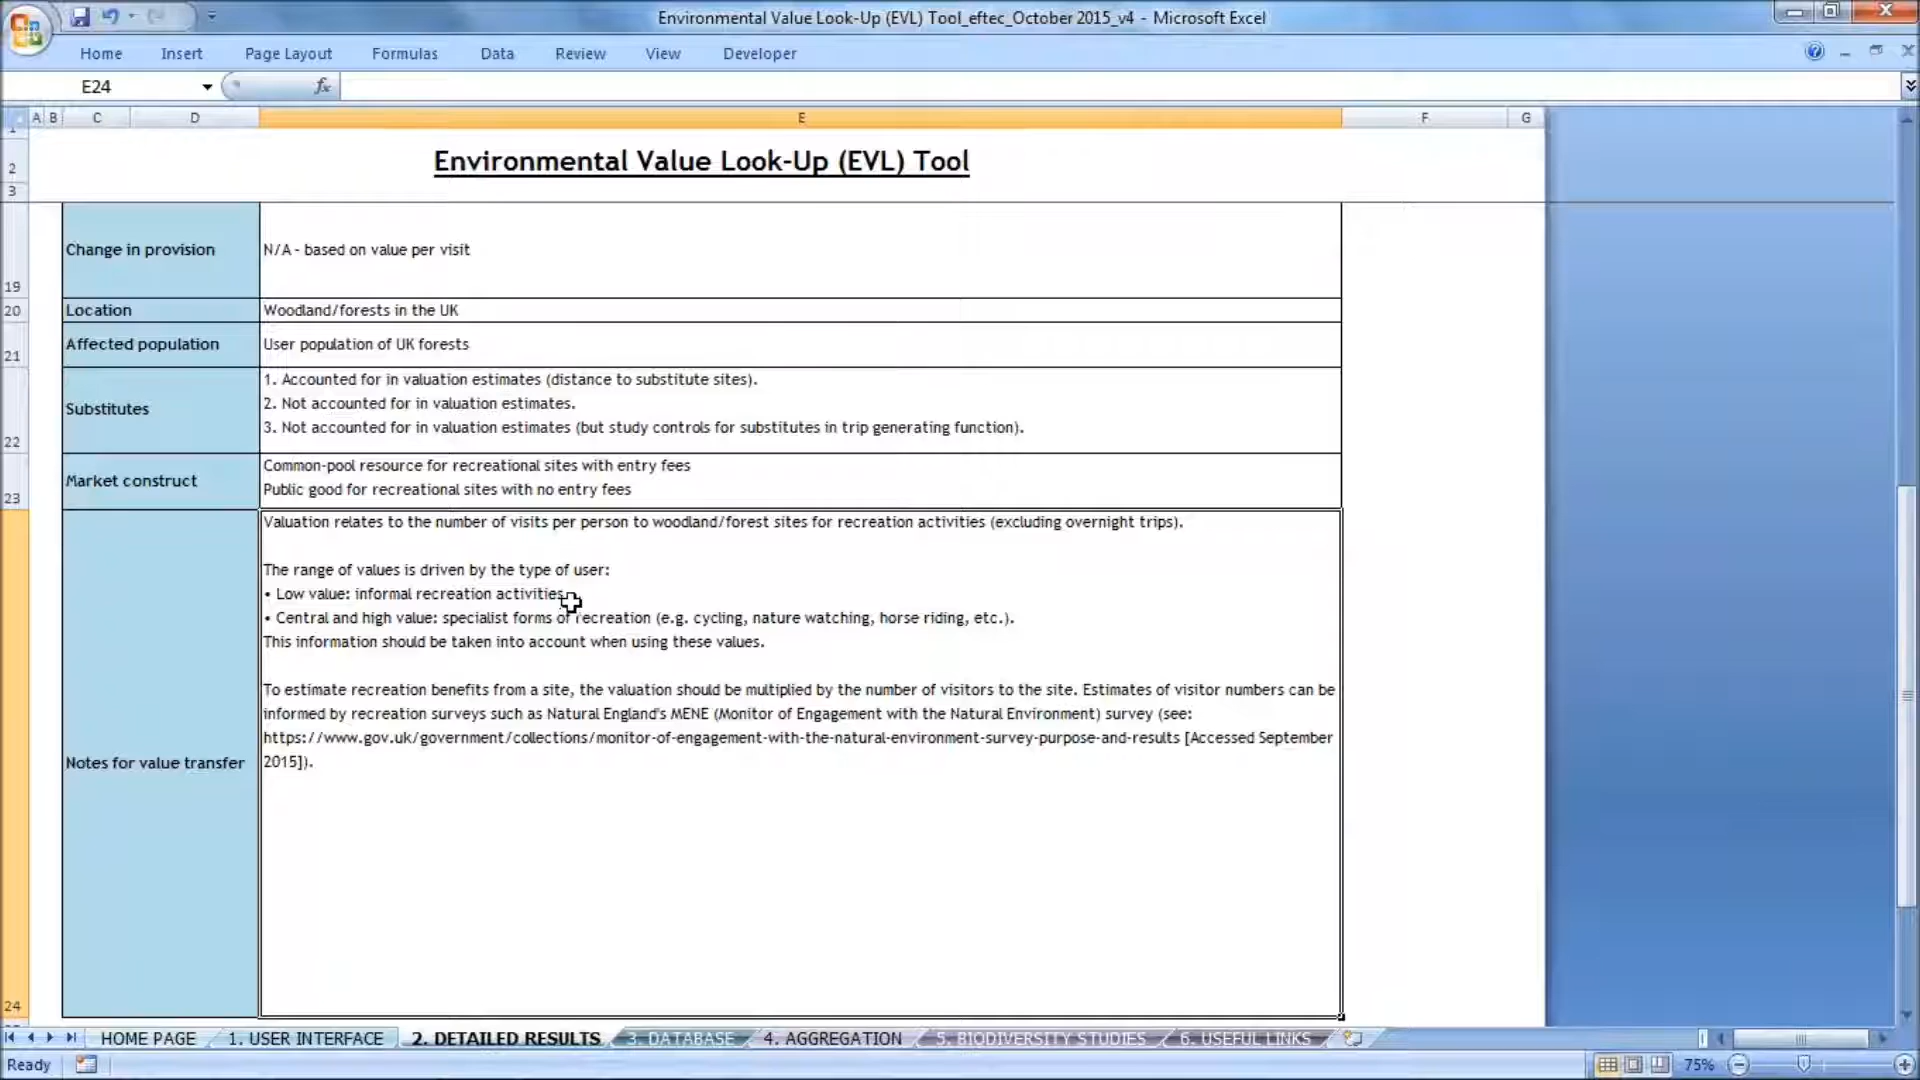 Environmental Value Look-Up (EVL) Tool_eftec_October 2015_v4 - Microsoft Excel
Home Insert Page Layout Formulas Data Review View Developer
E24 fx
A B C D E F G
1
2 Environmental Value Look-Up (EVL) Tool
3
Change in provision N/A - based on value per visit
19
20 Location Woodland/forests in the UK
Affected population User population of UK forests
21
1. Accounted for in valuation estimates (distance to substitute sites).
Substitutes 2. Not accounted for in valuation estimates.
3. Not accounted for in valuation estimates (but study controls for substitutes in trip generating function).
22
Common-pool resource for recreational sites with entry fees
Market construct
Public good for recreational sites with no entry fees
23
Valuation relates to the number of visits per person to woodland/forest sites for recreation activities (excluding overnight trips).
The range of values is driven by the type of user:
• Low value: informal recreation activities
• Central and high value: specialist forms of recreation (e.g. cycling, nature watching, horse riding, etc.).
This information should be taken into account when using these values.
To estimate recreation benefits from a site, the valuation should be multiplied by the number of visitors to the site. Estimates of visitor numbers can be
informed by recreation surveys such as Natural England's MENE (Monitor of Engagement with the Natural Environment) survey (see:
https://www.gov.uk/government/collections/monitor-of-engagement-with-the-natural-environment-survey-purpose-and-results [Accessed September
Notes for value transfer 2015]).
24
HOME PAGE 1. USER INTERFACE 2. DETAILED RESULTS 3. DATABASE 4. AGGREGATION 5. BIODIVERSITY STUDIES 6. USEFUL LINKS
Ready 75%